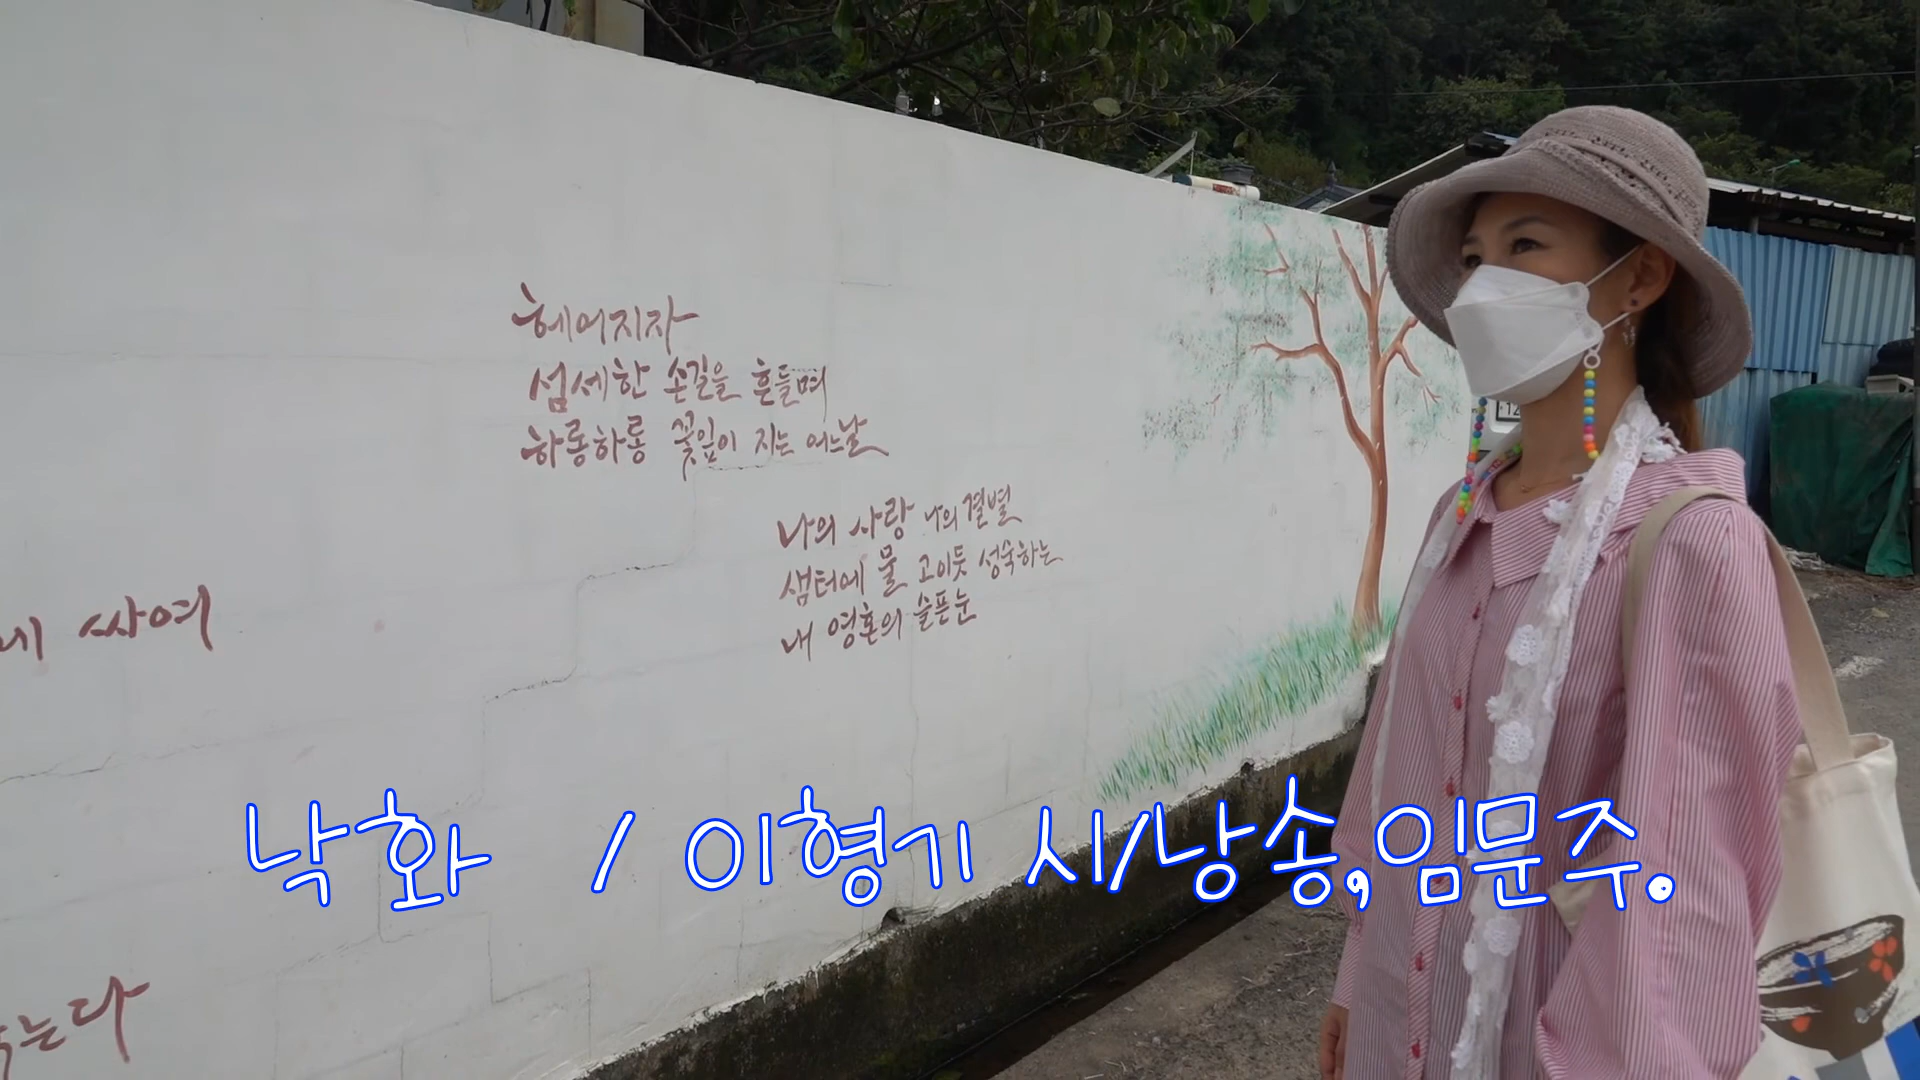 헤어지자
섬세한 손길을 흔들며
하롱하롱 꽃잎이 지는 어느날
나의 사랑 나의 결별
샘터에 물 고이듯 성숙하는
내 영혼의 슬픈눈
에 싸여
는다
낙화 / 이형기 시/낭송,임문주.
12